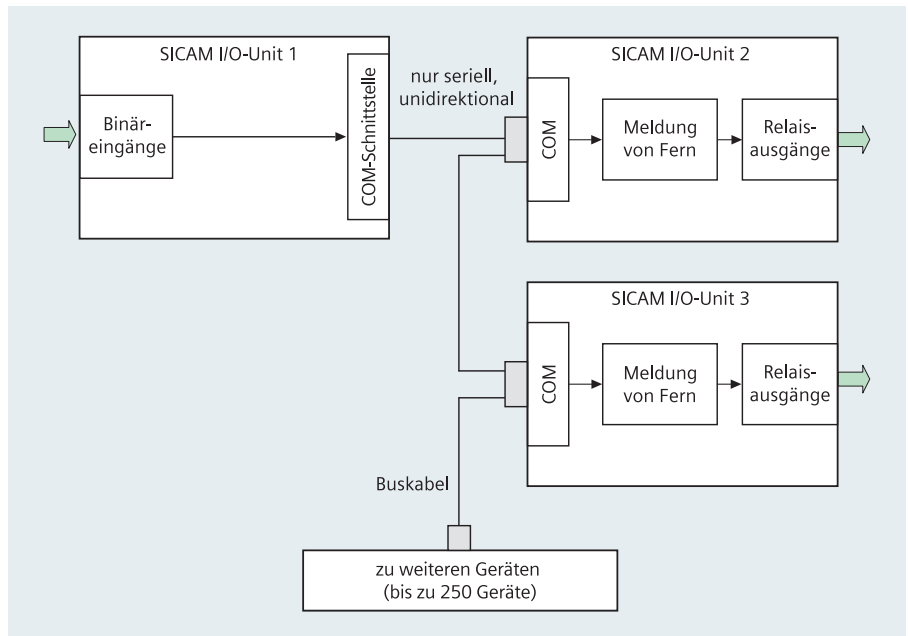 SICAM I/O-Unit 1
Binär-
eingänge
COM-Schnittstelle
nur seriell,
unidirektional
SICAM I/O-Unit 2
COM
Meldung
von Fern
Relais-
ausgänge
SICAM I/O-Unit 3
COM
Meldung
von Fern
Relais-
ausgänge
Buskabel
zu weiteren Geräten
(bis zu 250 Geräte)